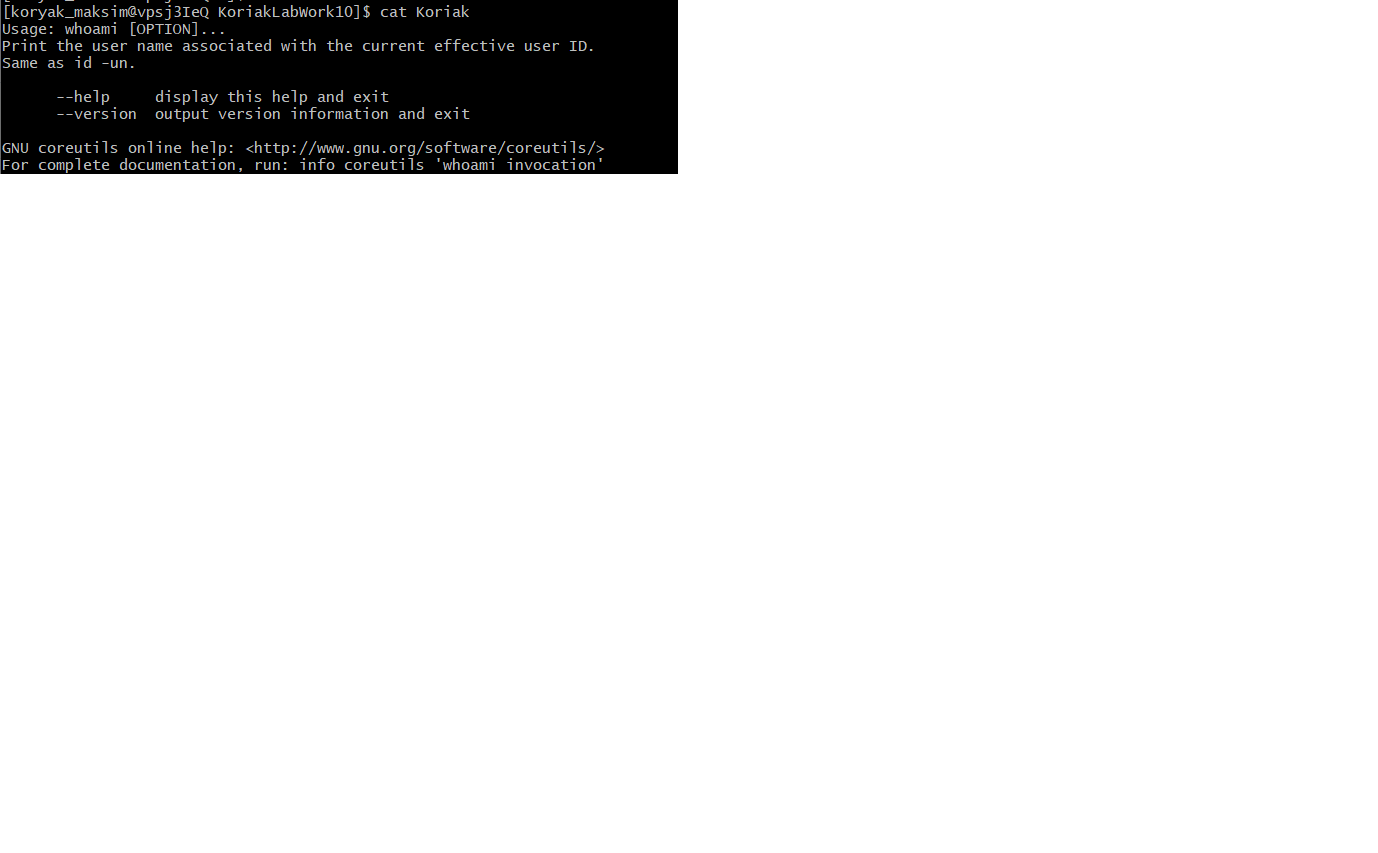 [koryak_maksim@vpsj3IeQ KoriakLabWork10]$ cat Koriak
Usage: whoami [OPTION]...
Print the user name associated with the current effective user ID.
Same as id -un.

      --help     display this help and exit
      --version  output version information and exit

GNU coreutils online help: <http://www.gnu.org/software/coreutils/>
For complete documentation, run: info coreutils 'whoami invocation'